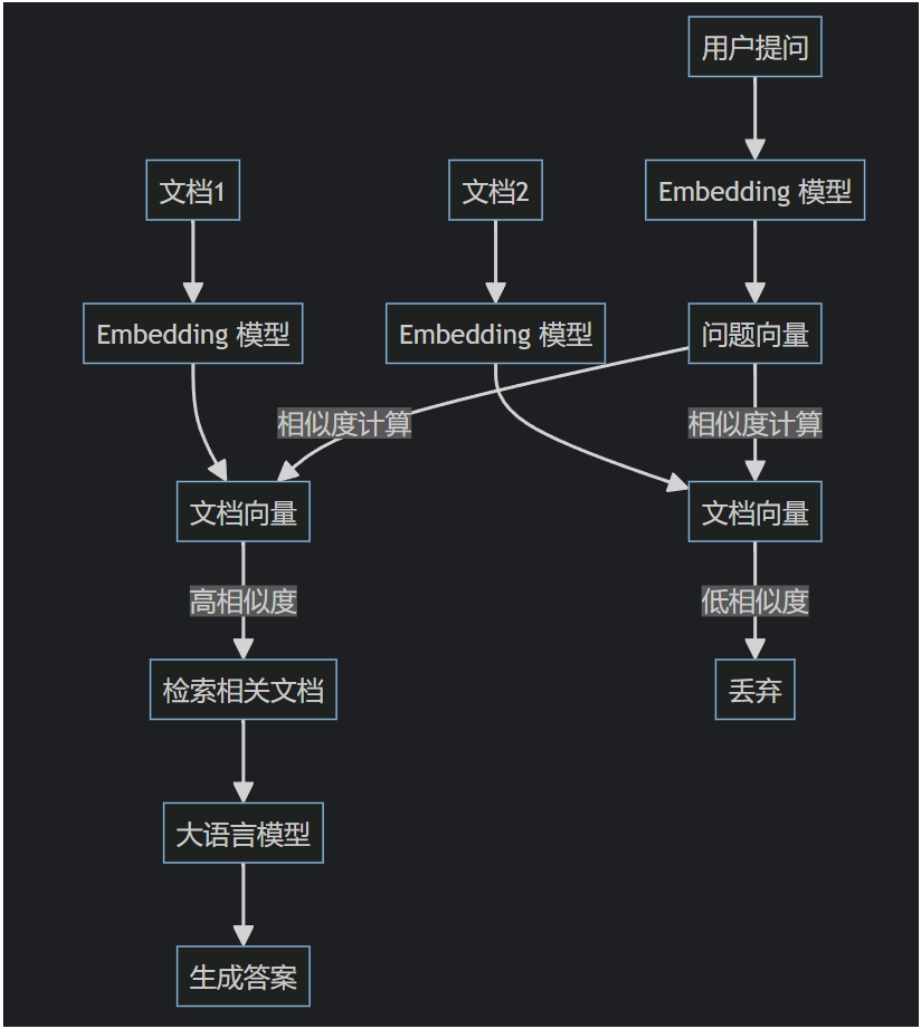 用户提问
文档1
文档2
Embedding 模型
Embedding 模型
Embedding 模型
问题向量
相似度计算
相似度计算
文档向量
文档向量
高相似度
低相似度
检索相关文档
丢弃
大语言模型
生成答案